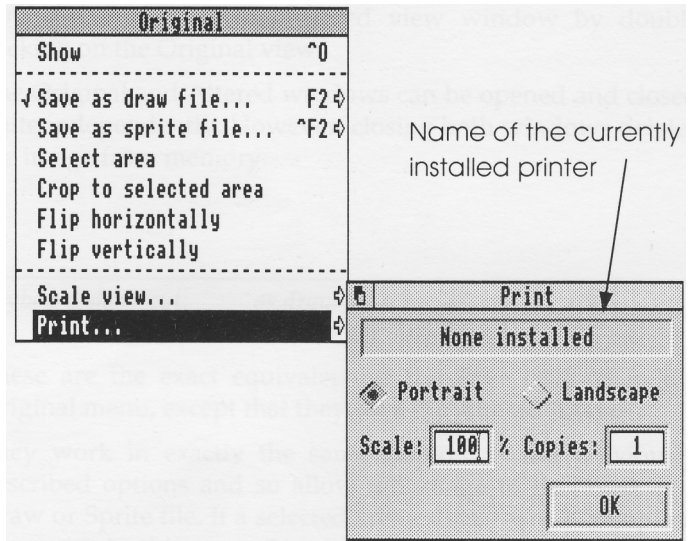 Original
Show ^O
√ Save as draw file... F2⇨
Save as sprite file... ^F2⇨
Select area
Crop to selected area
Flip horizontally
Flip vertically
Scale view... ⇨
Print... ⇨
Name of the currently
installed printer
Print
None installed
Portrait Landscape
Scale: 100 % Copies: 1
OK